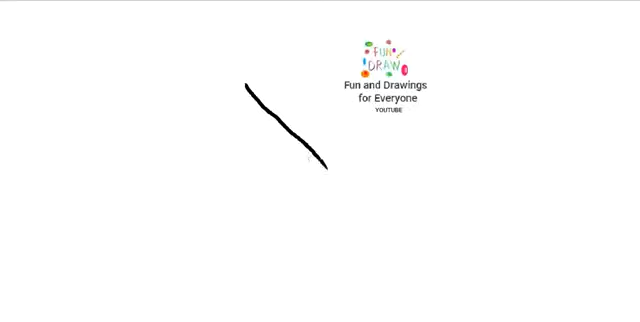 FUN
DRAW
Fun and Drawings
for Everyone
YOUTUBE